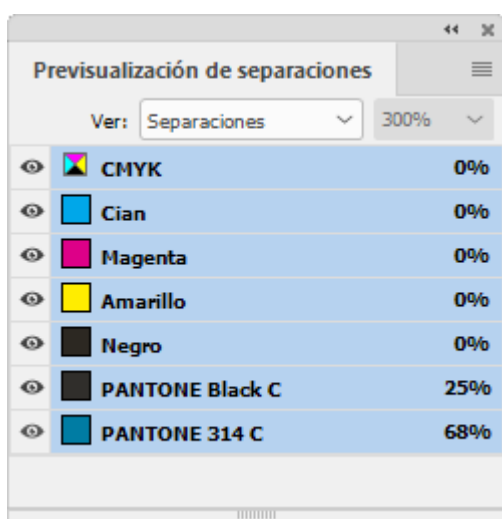 Previsualización de separaciones
Ver: Separaciones 300%
CMYK 0%
Cian 0%
Magenta 0%
Amarillo 0%
Negro 0%
PANTONE Black C 25%
PANTONE 314 C 68%